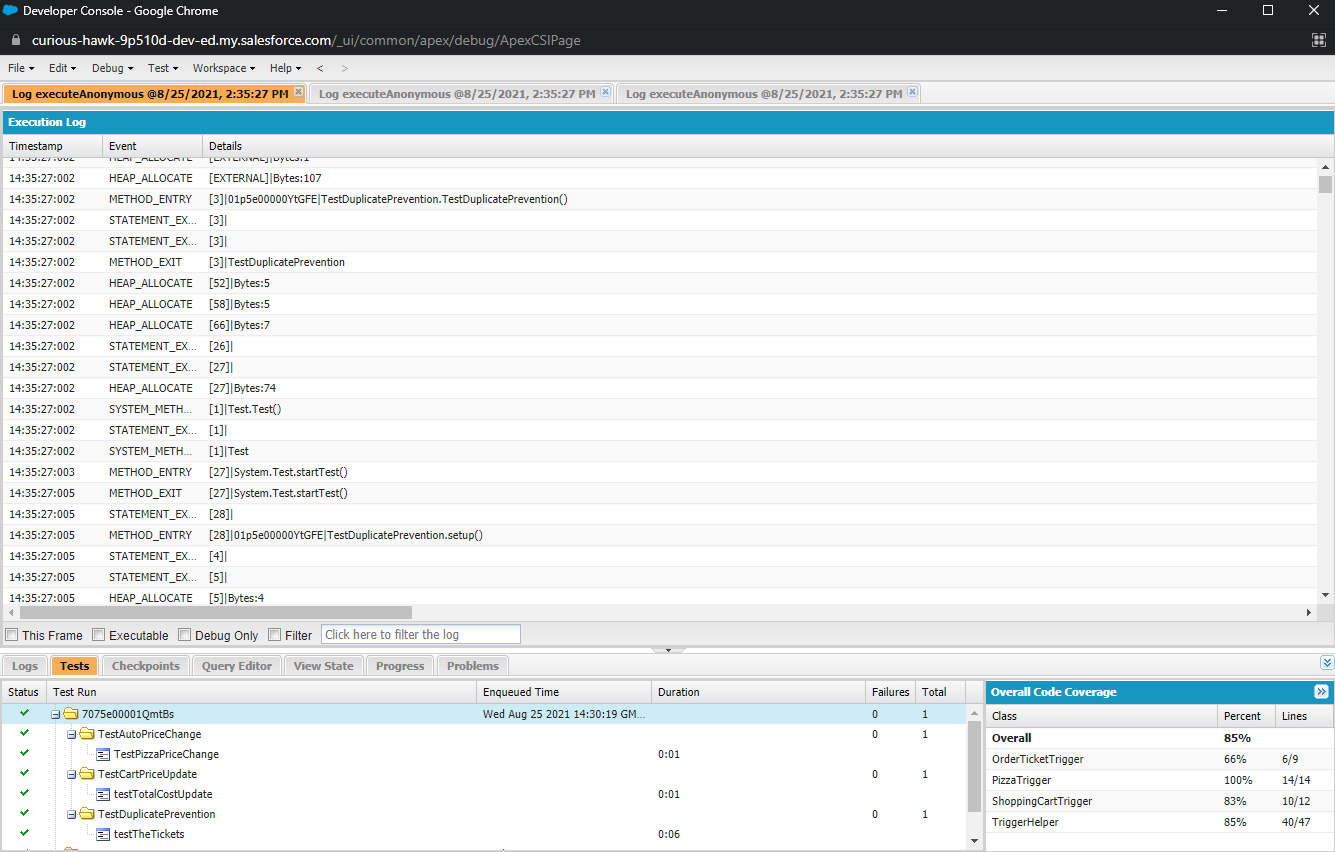 Developer Console - Google Chrome
curious-hawk-9p510d-dev-ed.my.salesforce.com/_ui/common/apex/debug/ApexCSIPage
File Edit Debug Test Workspace Help < >
Log executeAnonymous @8/25/2021, 2:35:27 PM Log executeAnonymous @8/25/2021, 2:35:27 PM Log executeAnonymous @8/25/2021, 2:35:27 PM
Execution Log
Timestamp Event Details
14:35:27:002 HEAP_ALLOCATE [EXTERNAL]|Bytes:1
14:35:27:002 HEAP_ALLOCATE [EXTERNAL]|Bytes:107
14:35:27:002 METHOD_ENTRY [3]|01p5e00000YtGFE|TestDuplicatePrevention.TestDuplicatePrevention()
14:35:27:002 STATEMENT_EX... [3]|
14:35:27:002 STATEMENT_EX... [3]|
14:35:27:002 METHOD_EXIT [3]|TestDuplicatePrevention
14:35:27:002 HEAP_ALLOCATE [52]|Bytes:5
14:35:27:002 HEAP_ALLOCATE [58]|Bytes:5
14:35:27:002 HEAP_ALLOCATE [66]|Bytes:7
14:35:27:002 STATEMENT_EX... [26]|
14:35:27:002 STATEMENT_EX... [27]|
14:35:27:002 HEAP_ALLOCATE [27]|Bytes:74
14:35:27:002 SYSTEM_METH... [1]|Test.Test()
14:35:27:002 STATEMENT_EX... [1]|
14:35:27:002 SYSTEM_METH... [1]|Test
14:35:27:003 METHOD_ENTRY [27]|System.Test.startTest()
14:35:27:005 METHOD_EXIT [27]|System.Test.startTest()
14:35:27:005 STATEMENT_EX... [28]|
14:35:27:005 METHOD_ENTRY [28]|01p5e00000YtGFE|TestDuplicatePrevention.setup()
14:35:27:005 STATEMENT_EX... [4]|
14:35:27:005 STATEMENT_EX... [5]|
14:35:27:005 HEAP_ALLOCATE [5]|Bytes:4
This Frame Executable Debug Only Filter Click here to filter the log
Logs Tests Checkpoints Query Editor View State Progress Problems
Status Test Run Enqueued Time Duration Failures Total
7075e00001QmtBs Wed Aug 25 2021 14:30:19 GM... 0 1
TestAutoPriceChange 0 1
TestPizzaPriceChange 0:01
TestCartPriceUpdate 0 1
testTotalCostUpdate 0:01
TestDuplicatePrevention 0 1
testTheTickets 0:06
Overall Code Coverage
Class Percent Lines
Overall 85%
OrderTicketTrigger 66% 6/9
PizzaTrigger 100% 14/14
ShoppingCartTrigger 83% 10/12
TriggerHelper 85% 40/47